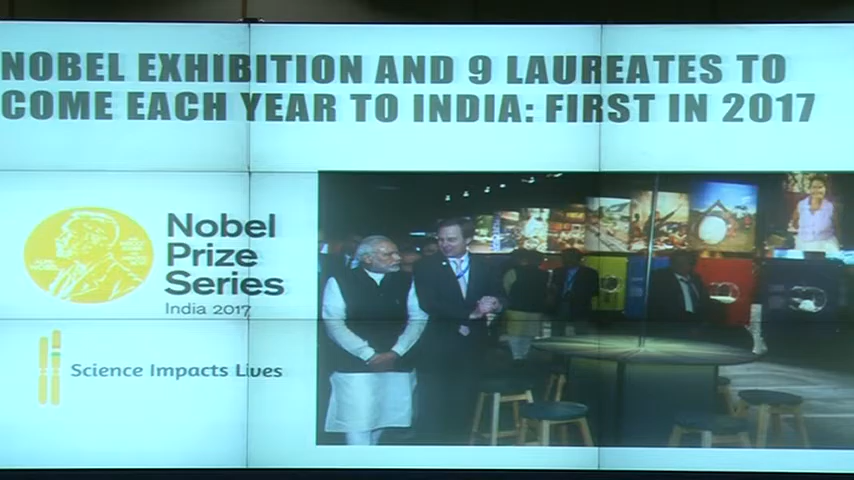 NOBEL EXHIBITION AND 9 LAUREATES TO
COME EACH YEAR TO INDIA: FIRST IN 2017
Nobel
Prize
Series
India 2017
Science Impacts Lives